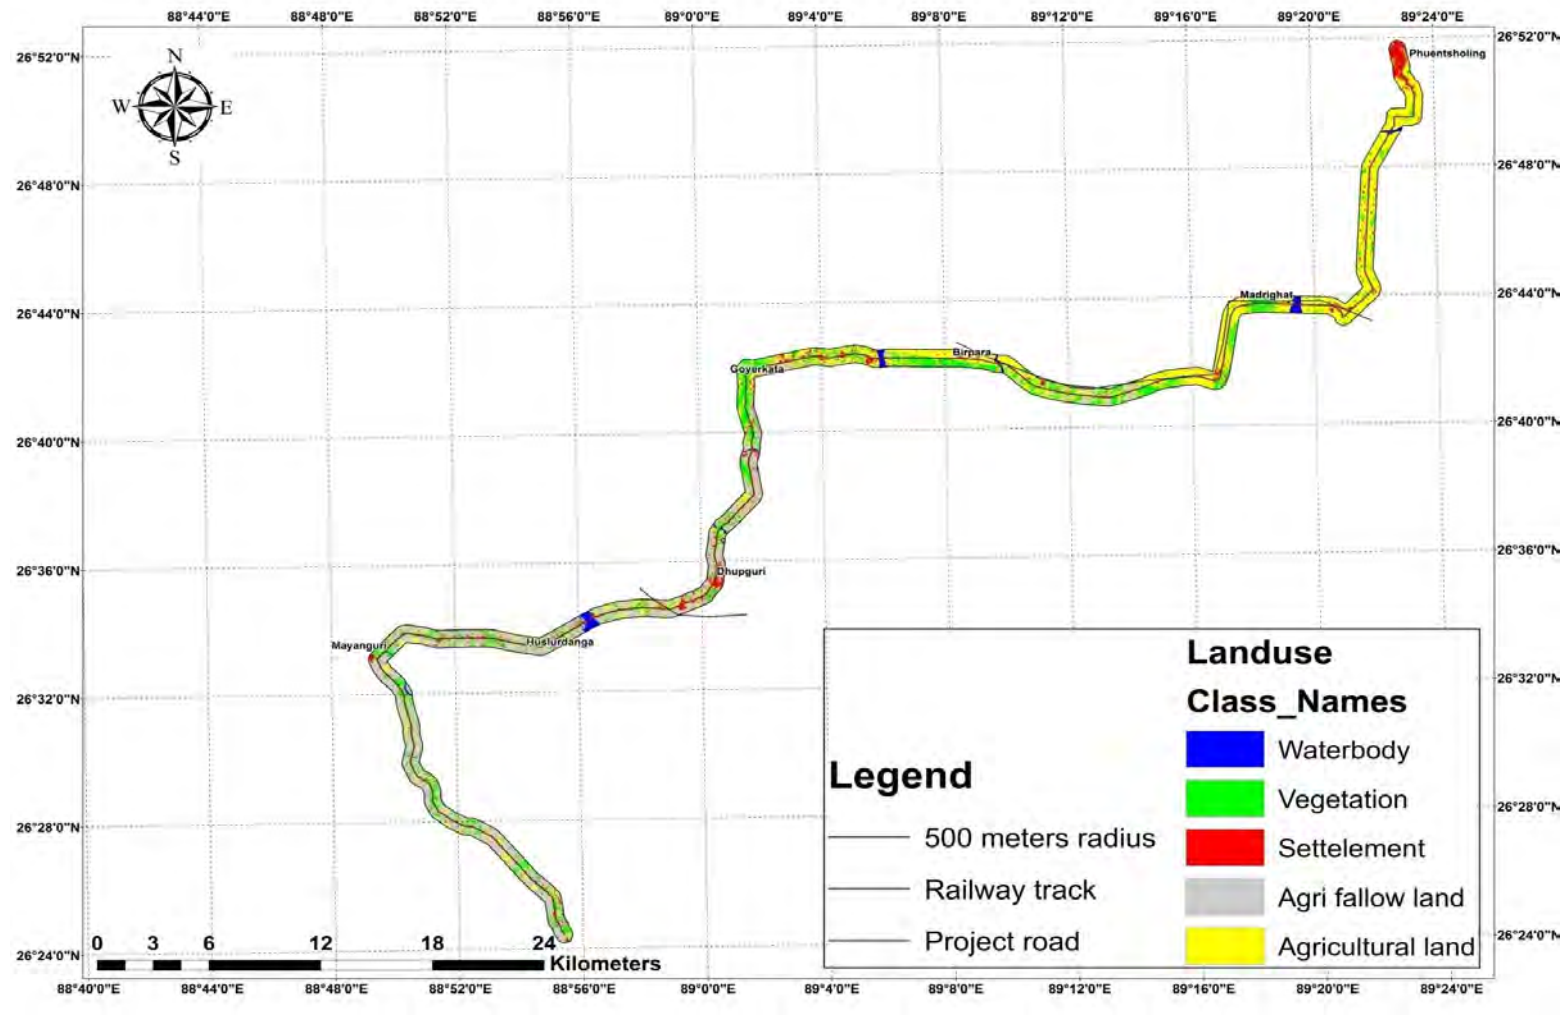 88°44'0"E 88°48'0"E 88°52'0"E 88°56'0"E 89°0'0"E 89°4'0"E 89°8'0"E 89°12'0"E 89°16'0"E 89°20'0"E 89°24'0"E
26°52'0"N
26°52'0"N
N
W E
S
Phuentsholing
26°48'0"N
26°48'0"N
26°44'0"N
26°44'0"N
Madrighat
Birpara
Goyerkata
26°40'0"N
26°40'0"N
26°36'0"N
26°36'0"N
Dhupguri
Mayanguri
Huslurdanga
26°32'0"N
26°32'0"N
26°28'0"N
26°28'0"N
26°24'0"N
26°24'0"N
Legend
500 meters radius
Railway track
Project road
Landuse
Class_Names
Waterbody
Vegetation
Settelement
Agri fallow land
Agricultural land
0 3 6 12 18 24
Kilometers
88°40'0"E 88°44'0"E 88°48'0"E 88°52'0"E 88°56'0"E 89°0'0"E 89°4'0"E 89°8'0"E 89°12'0"E 89°16'0"E 89°20'0"E 89°24'0"E